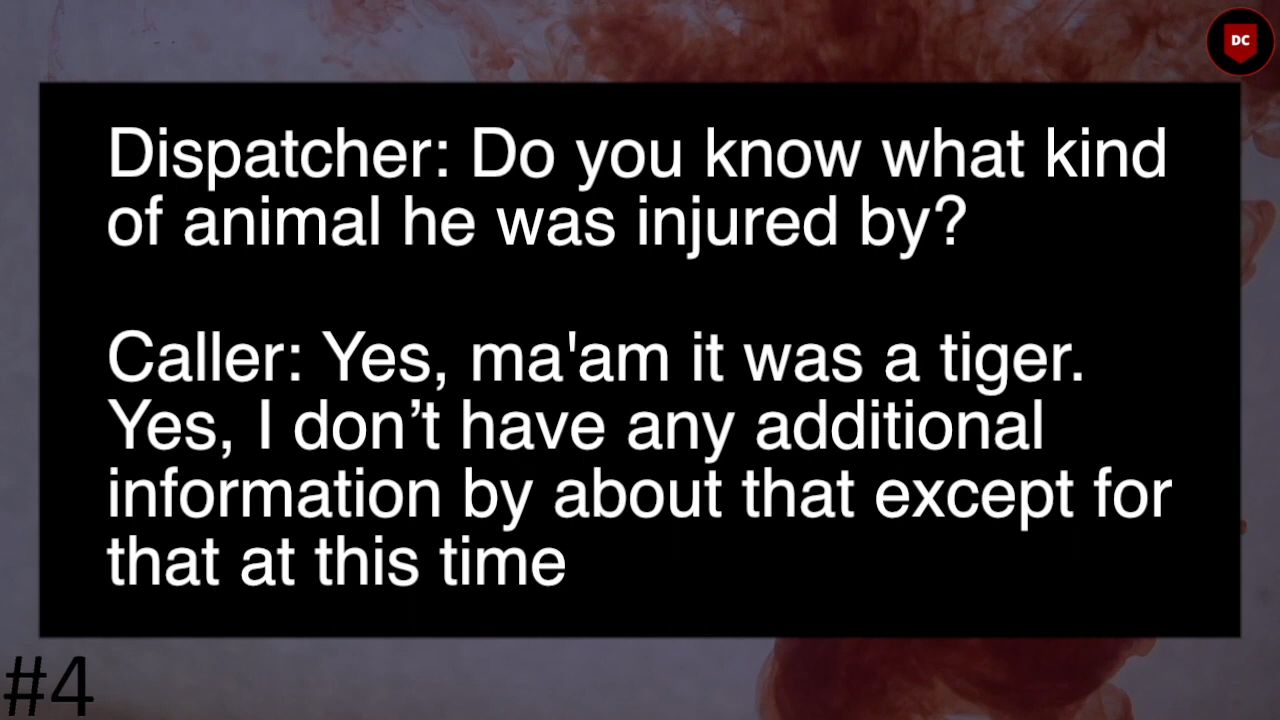 DC
Dispatcher: Do you know what kind
of animal he was injured by?
Caller: Yes, ma'am it was a tiger.
Yes, I don’t have any additional
information by about that except for
that at this time
#4